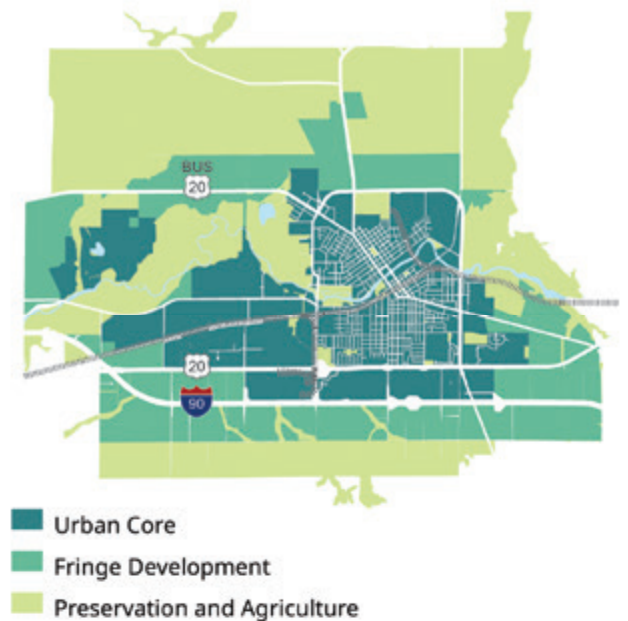 BUS
20
20
90
Urban Core
Fringe Development
Preservation and Agriculture